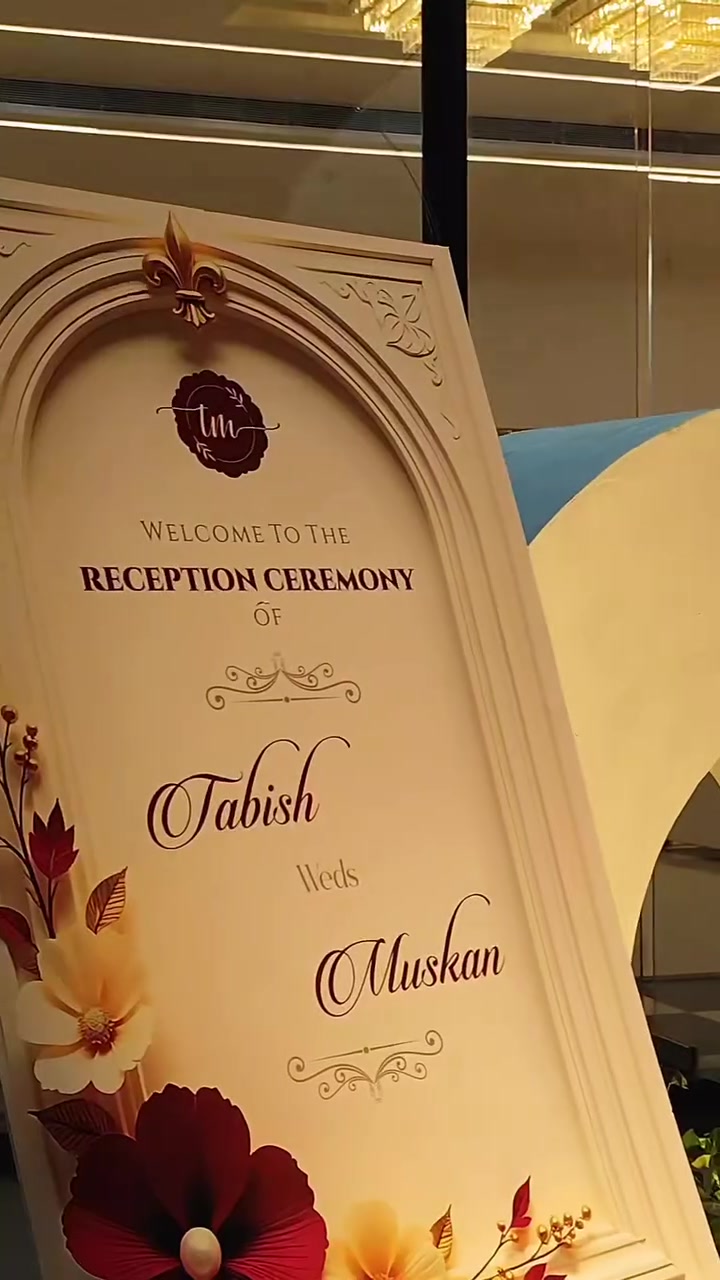 tm
WELCOME TO THE
RECEPTION CEREMONY
OF
Tabish
Weds
Muskan